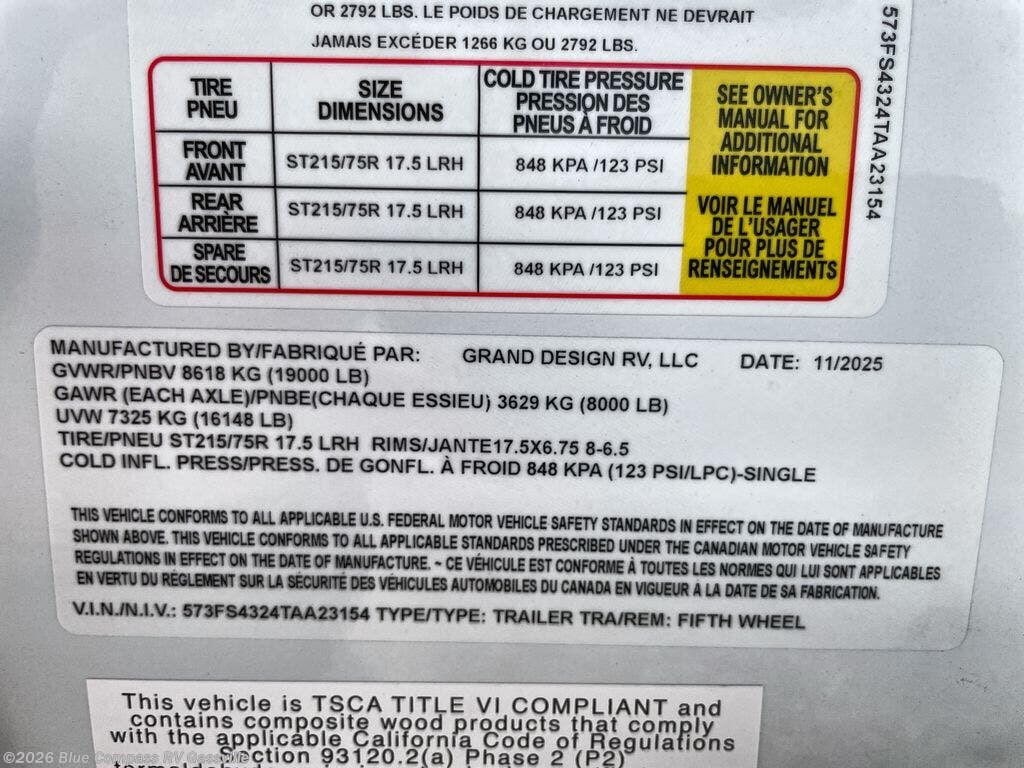 OR 2792 LBS. LE POIDS DE CHARGEMENT NE DEVRAIT
JAMAIS EXCÉDER 1266 KG OU 2792 LBS.
573FS4324TAA23154
TIRE
PNEU
SIZE
DIMENSIONS
COLD TIRE PRESSURE
PRESSION DES
PNEUS À FROID
SEE OWNER'S
MANUAL FOR
ADDITIONAL
INFORMATION
VOIR LE MANUEL
DE L'USAGER
POUR PLUS DE
RENSEIGNEMENTS
FRONT
AVANT
ST215/75R 17.5 LRH
848 KPA /123 PSI
REAR
ARRIÈRE
ST215/75R 17.5 LRH
848 KPA /123 PSI
SPARE
DE SECOURS
ST215/75R 17.5 LRH
848 KPA /123 PSI
MANUFACTURED BY/FABRIQUÉ PAR: GRAND DESIGN RV, LLC DATE: 11/2025
GVWR/PNBV 8618 KG (19000 LB)
GAWR (EACH AXLE)/PNBE(CHAQUE ESSIEU) 3629 KG (8000 LB)
UVW 7325 KG (16148 LB)
TIRE/PNEU ST215/75R 17.5 LRH RIMS/JANTE17.5X6.75 8-6.5
COLD INFL. PRESS/PRESS. DE GONFL. À FROID 848 KPA (123 PSI/LPC)-SINGLE
THIS VEHICLE CONFORMS TO ALL APPLICABLE U.S. FEDERAL MOTOR VEHICLE SAFETY STANDARDS IN EFFECT ON THE DATE OF MANUFACTURE
SHOWN ABOVE. THIS VEHICLE CONFORMS TO ALL APPLICABLE STANDARDS PRESCRIBED UNDER THE CANADIAN MOTOR VEHICLE SAFETY
REGULATIONS IN EFFECT ON THE DATE OF MANUFACTURE. ~ CE VÉHICULE EST CONFORME À TOUTES LES NORMES QUI LUI SONT APPLICABLES
EN VERTU DU RÈGLEMENT SUR LA SÉCURITÉ DES VÉHICULES AUTOMOBILES DU CANADA EN VIGUEUR À LA DATE DE SA FABRICATION.
V.I.N./N.I.V.: 573FS4324TAA23154 TYPE/TYPE: TRAILER TRA/REM: FIFTH WHEEL
This vehicle is TSCA TITLE VI COMPLIANT and
contains composite wood products that comply
with the applicable California Code of Regulations
Section 93120.2(a) Phase 2 (P2)
©2026 Blue Compass RV Gassville